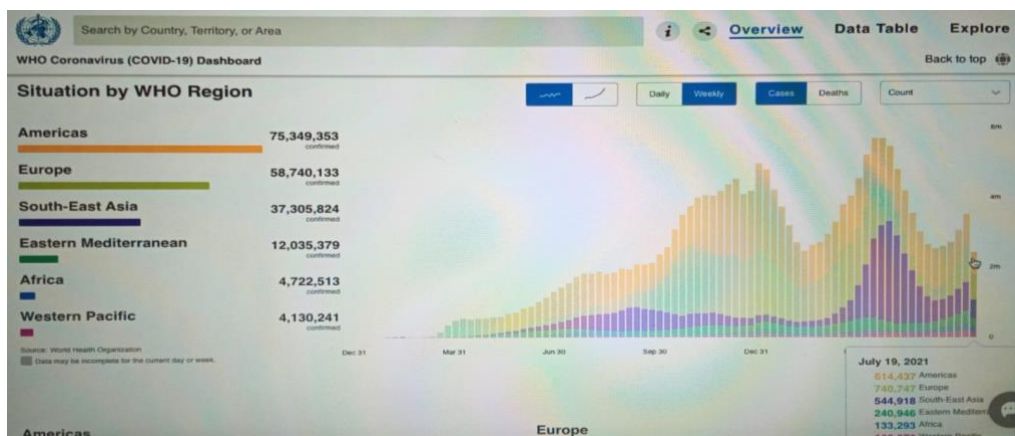 Search by Country, Territory, or Area
Overview
Data Table
Explore
WHO Coronavirus (COVID-19) Dashboard
Back to top
Situation by WHO Region
Daily
Weekly
Cases
Deaths
Count
Americas
75,349,353
confirmed
Europe
58,740,133
confirmed
South-East Asia
37,305,824
confirmed
Eastern Mediterranean
12,035,379
confirmed
Africa
4,722,513
confirmed
Western Pacific
4,130,241
confirmed
Source: World Health Organization
Data may be incomplete for the current day or week.
6m
4m
2m
0
Dec 31
Mar 31
Jun 30
Sep 30
Dec 31
July 19, 2021
614,437 Americas
740,747 Europe
544,918 South-East Asia
240,946 Eastern Mediterr
133,293 Africa
Americas
Europe